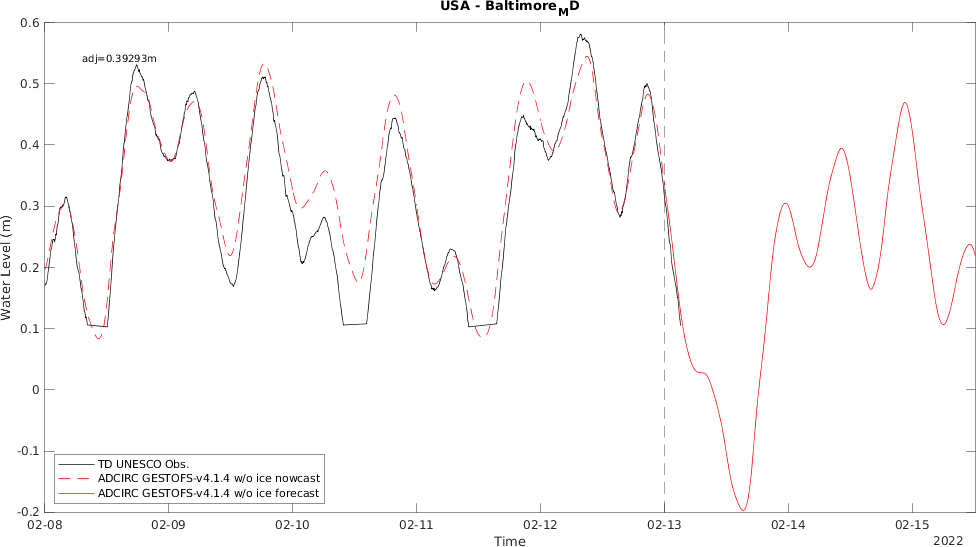 USA - Baltimore_MD
adj=0.39293m
0.6
0.5
0.4
0.3
0.2
0.1
0
-0.1
-0.2
Water Level (m)
TD UNESCO Obs.
ADCIRC GESTOFS-v4.1.4 w/o ice nowcast
ADCIRC GESTOFS-v4.1.4 w/o ice forecast
02-08 02-09 02-10 02-11 02-12 02-13 02-14 02-15
Time
2022